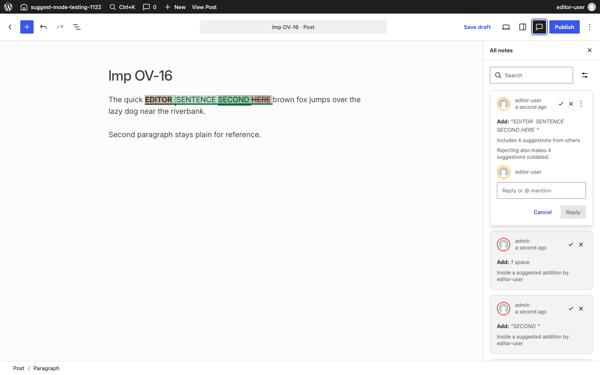 suggest-mode-testing-1122 Ctrl+K 0 New View Post editor-user
Imp OV-16 · Post
Save draft
Publish
All notes
Search
Imp OV-16
The quick EDITOR SENTENCE SECOND HERE brown fox jumps over the
lazy dog near the riverbank.
Second paragraph stays plain for reference.
editor-user
a second ago
Add: "EDITOR SENTENCE
SECOND HERE "
Includes 4 suggestions from others
Rejecting also makes 4
suggestions outdated.
editor-user
Reply or @ mention
Cancel
Reply
admin
a second ago
Add: 1 space
Inside a suggested addition by
editor-user
admin
a second ago
Add: "SECOND "
Inside a suggested addition by
editor-user
Post / Paragraph